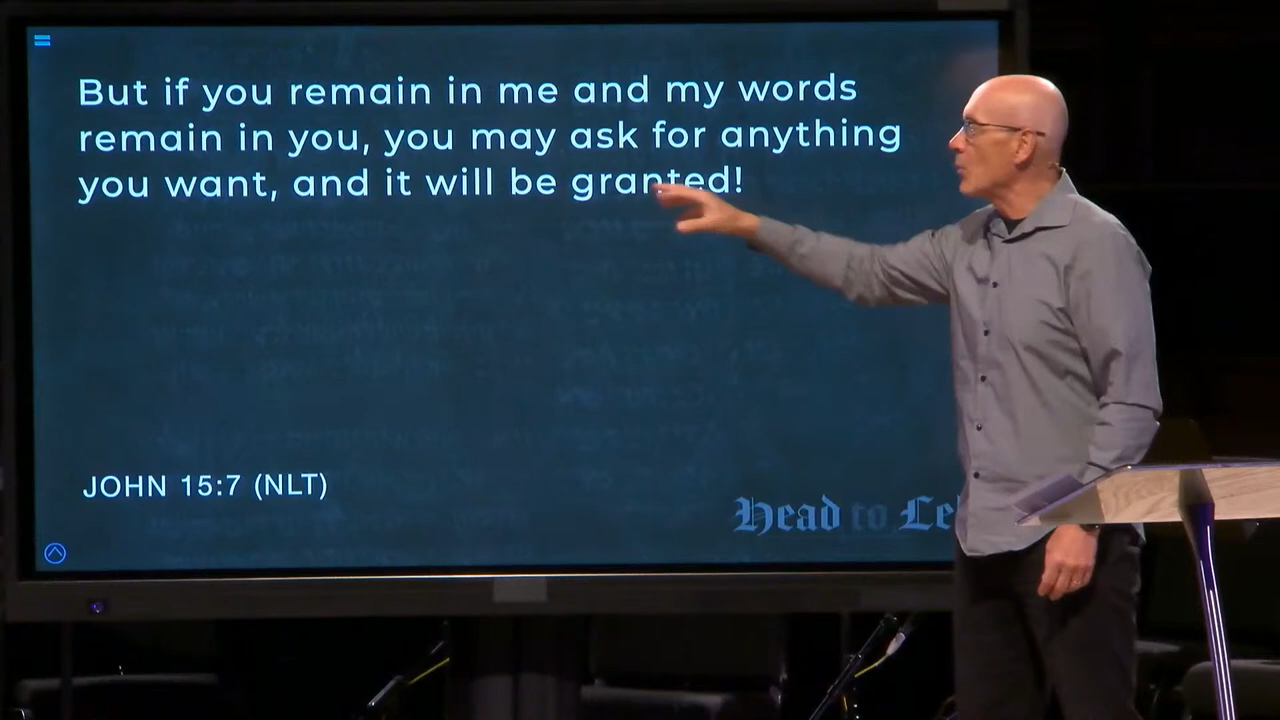 But if you remain in me and my words
remain in you, you may ask for anything
you want, and it will be granted!
JOHN 15:7 (NLT)
Head to